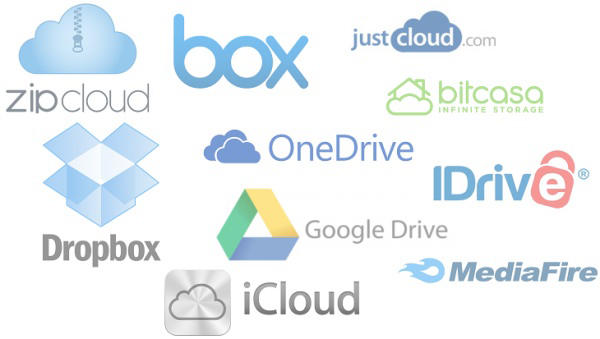 zipcloud
box
justcloud.com
bitcasa
INFINITE STORAGE
Dropbox
OneDrive
IDrive®
Google Drive
MediaFire
iCloud